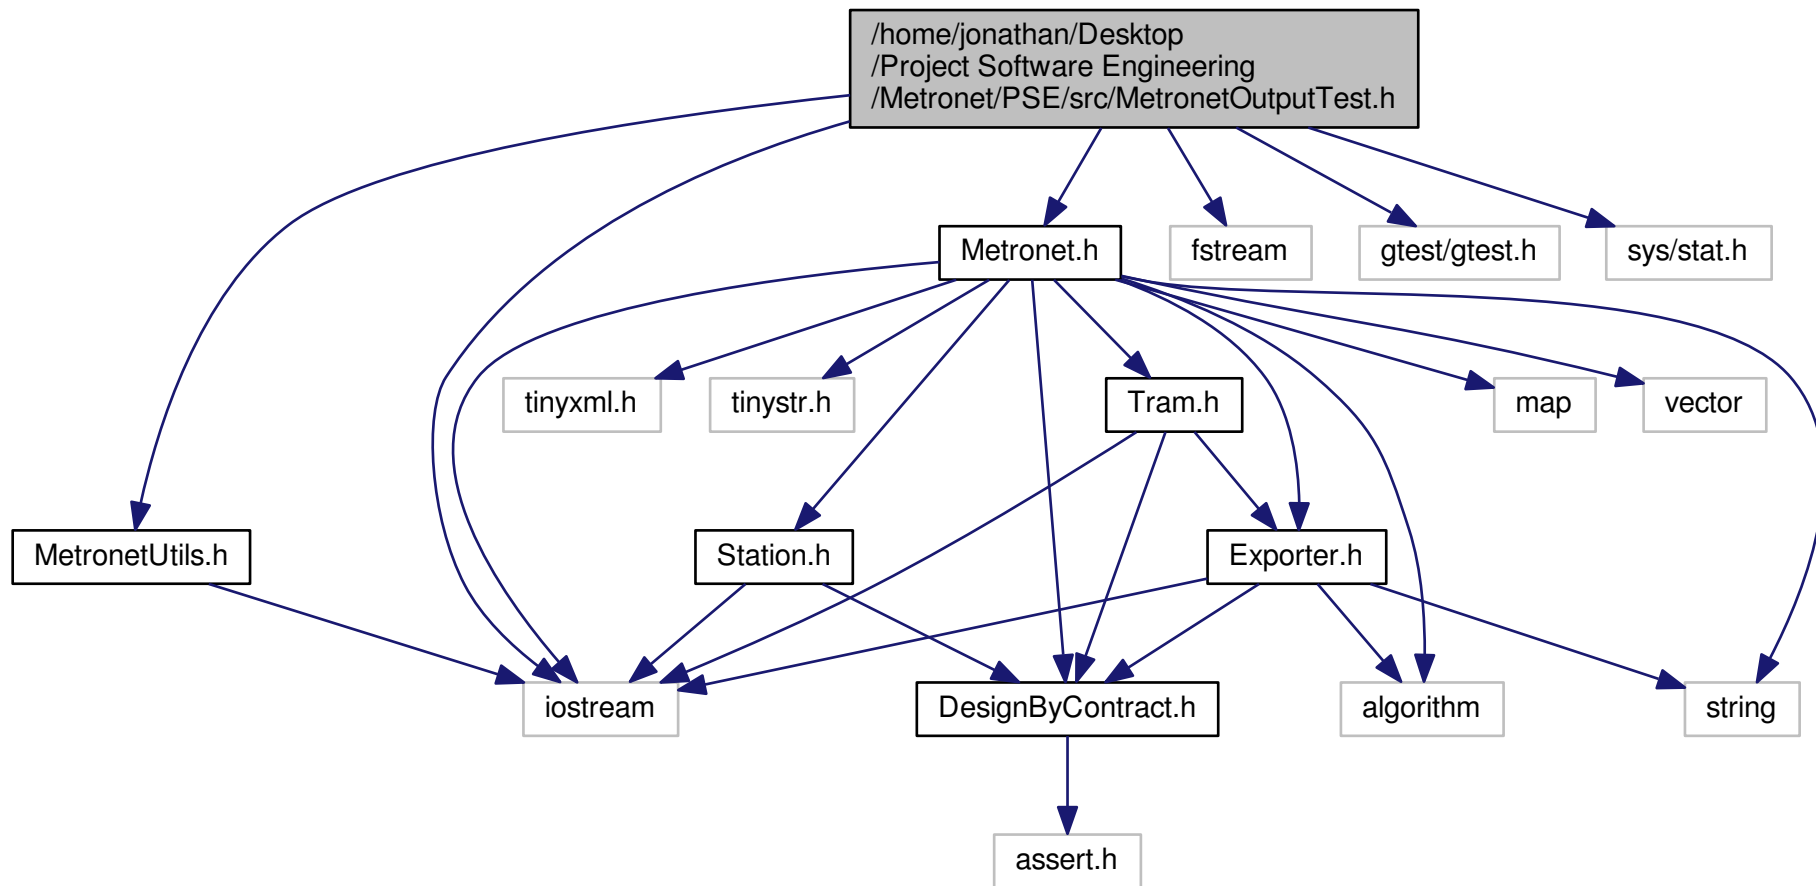 /home/jonathan/Desktop
/Project Software Engineering
/Metronet/PSE/src/MetronetOutputTest.h
Metronet.h
fstream
gtest/gtest.h
sys/stat.h
tinyxml.h
tinystr.h
Tram.h
map
vector
MetronetUtils.h
Station.h
Exporter.h
iostream
DesignByContract.h
algorithm
string
assert.h